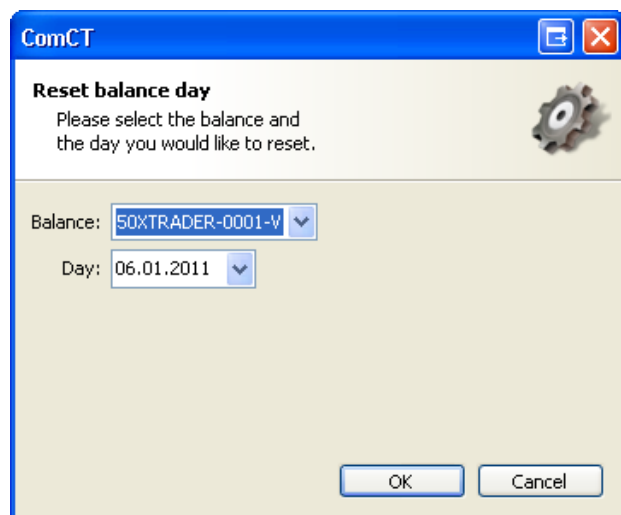 ComCT
Reset balance day
Please select the balance and
the day you would like to reset.
Balance: 50XTRADER-0001-V
Day: 06.01.2011
OK Cancel